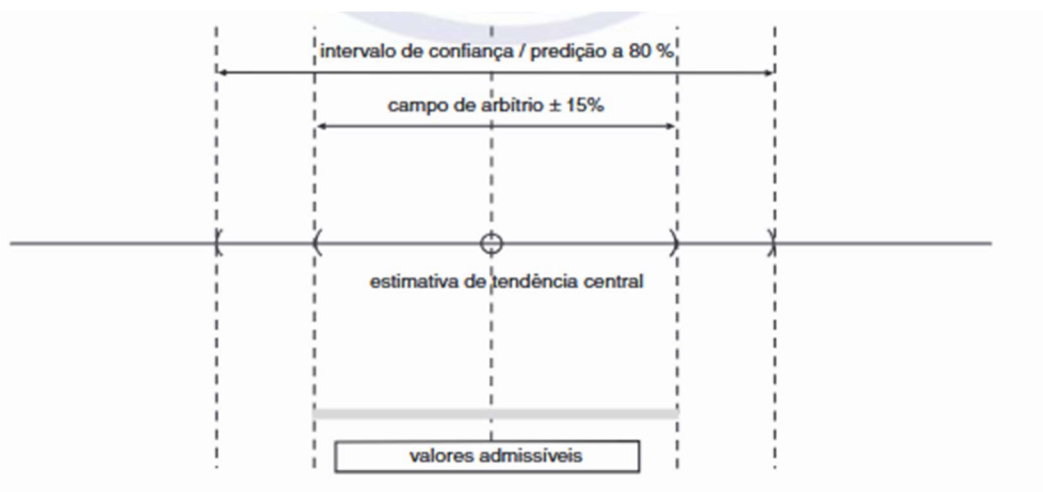 intervalo de confiança / predição a 80 %
campo de arbítrio ± 15%
estimativa de tendência central
valores admissíveis